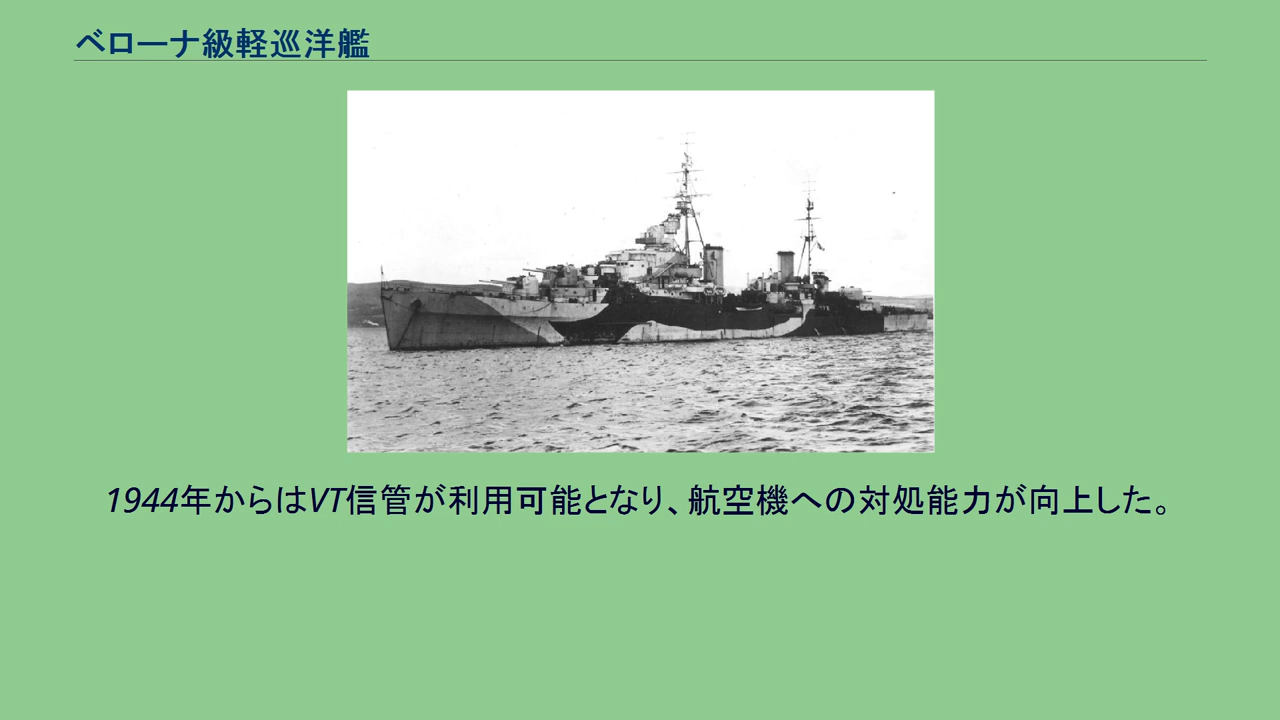 ベローナ級軽巡洋艦
1944年からはVT信管が利用可能となり、航空機への対処能力が向上した。